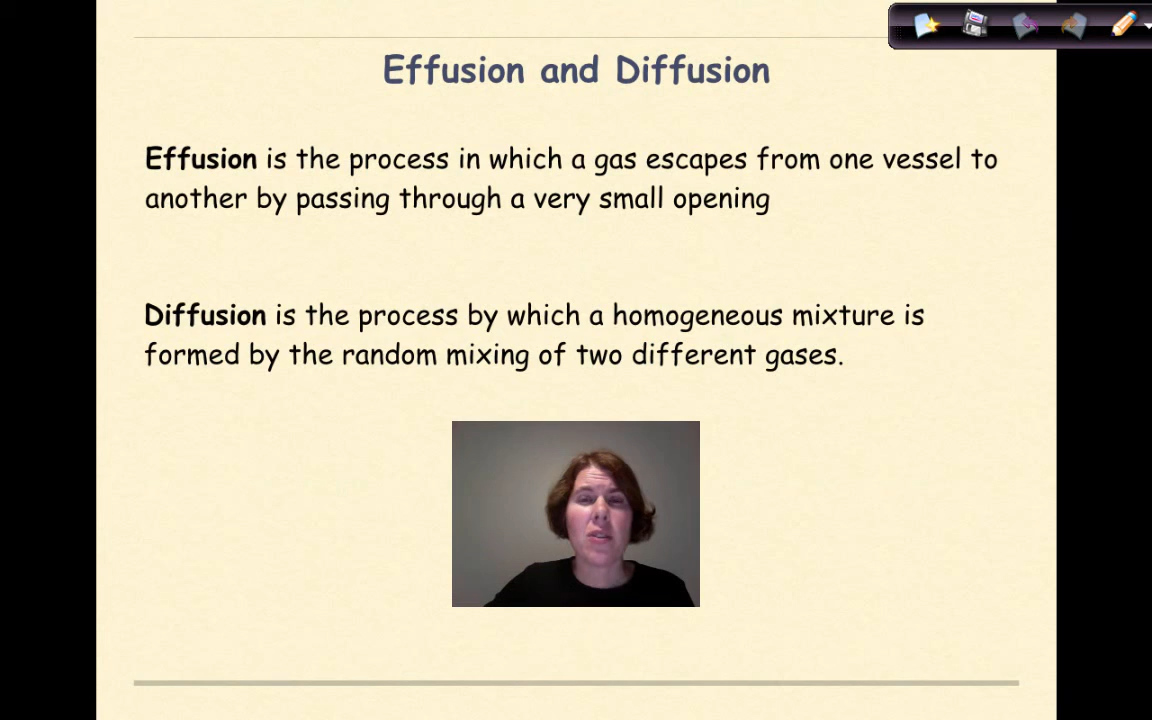 Effusion and Diffusion
Effusion is the process in which a gas escapes from one vessel to
another by passing through a very small opening
Diffusion is the process by which a homogeneous mixture is
formed by the random mixing of two different gases.